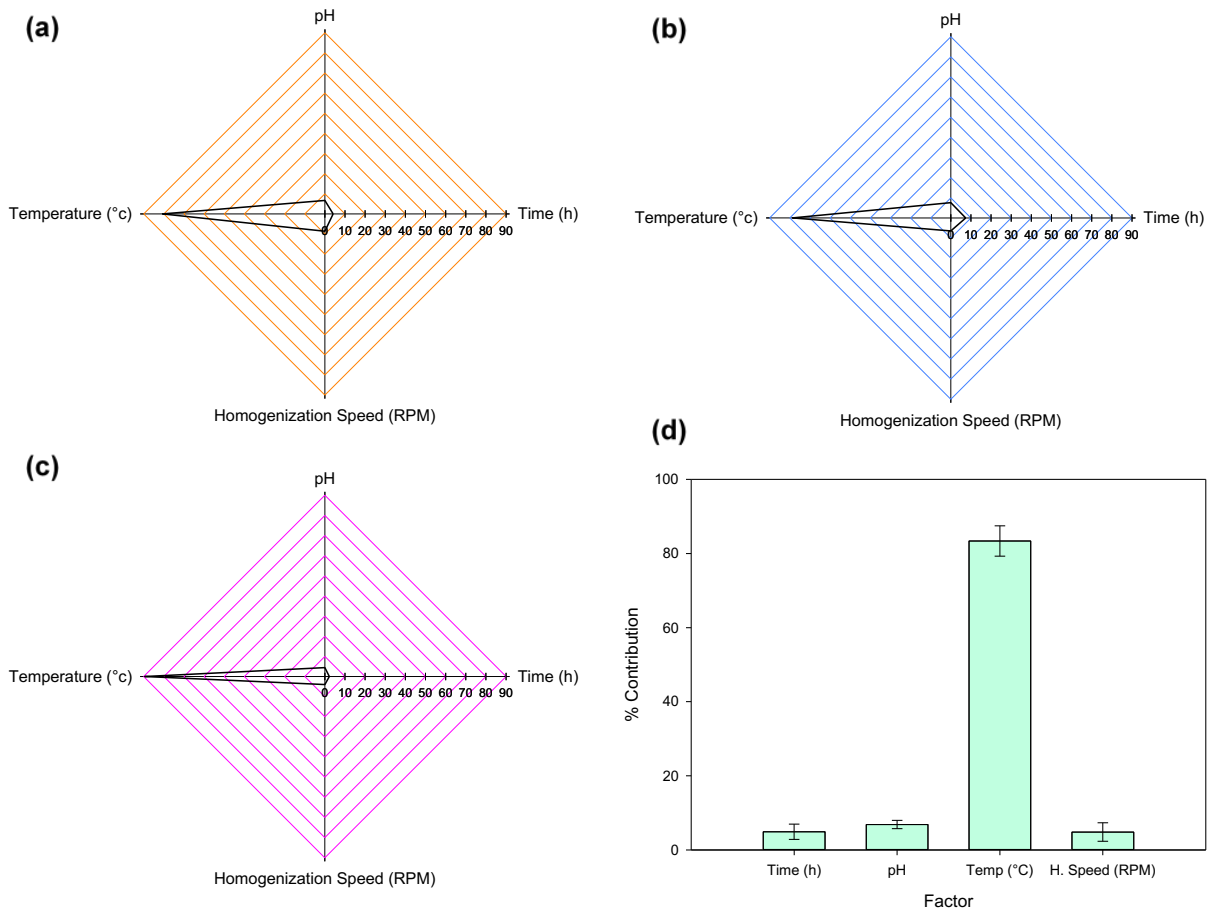 (a)
pH
Temperature (°c)
Time (h)
0 10 20 30 40 50 60 70 80 90
Homogenization Speed (RPM)
(b)
pH
Temperature (°c)
Time (h)
0 10 20 30 40 50 60 70 80 90
Homogenization Speed (RPM)
(c)
pH
Temperature (°c)
Time (h)
0 10 20 30 40 50 60 70 80 90
Homogenization Speed (RPM)
(d)
% Contribution
100
80
60
40
20
0
Time (h) pH Temp (°C) H. Speed (RPM)
Factor